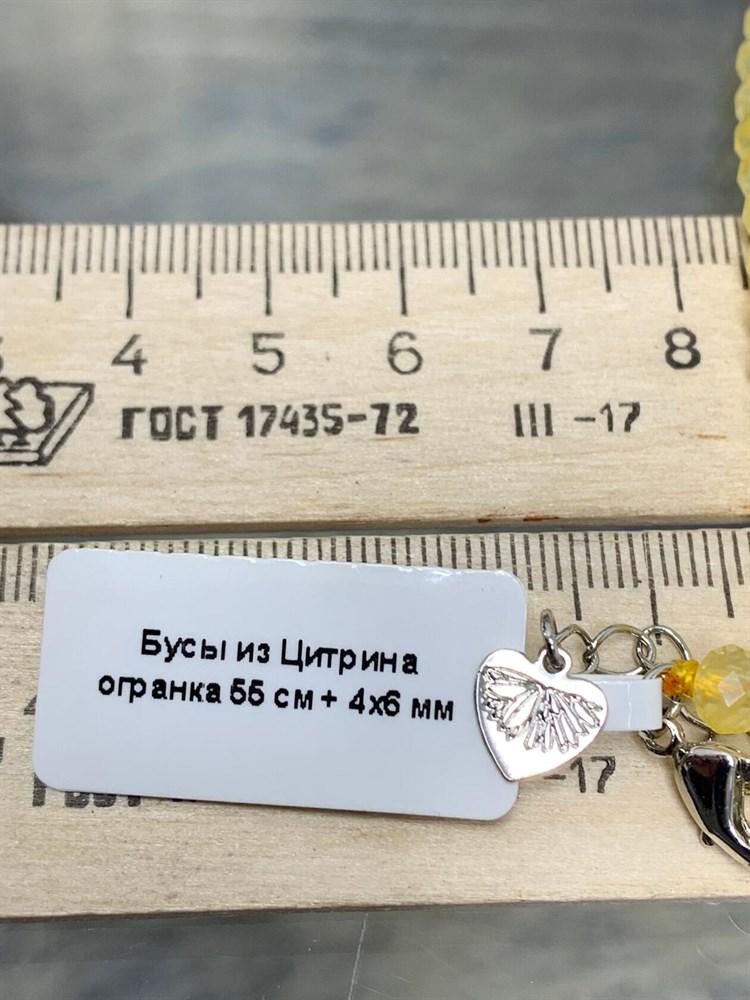 4 5 6 7 8
ГОСТ 17435-72 III -17
Бусы из Цитрина
огранка 55 см + 4х6 мм
-17